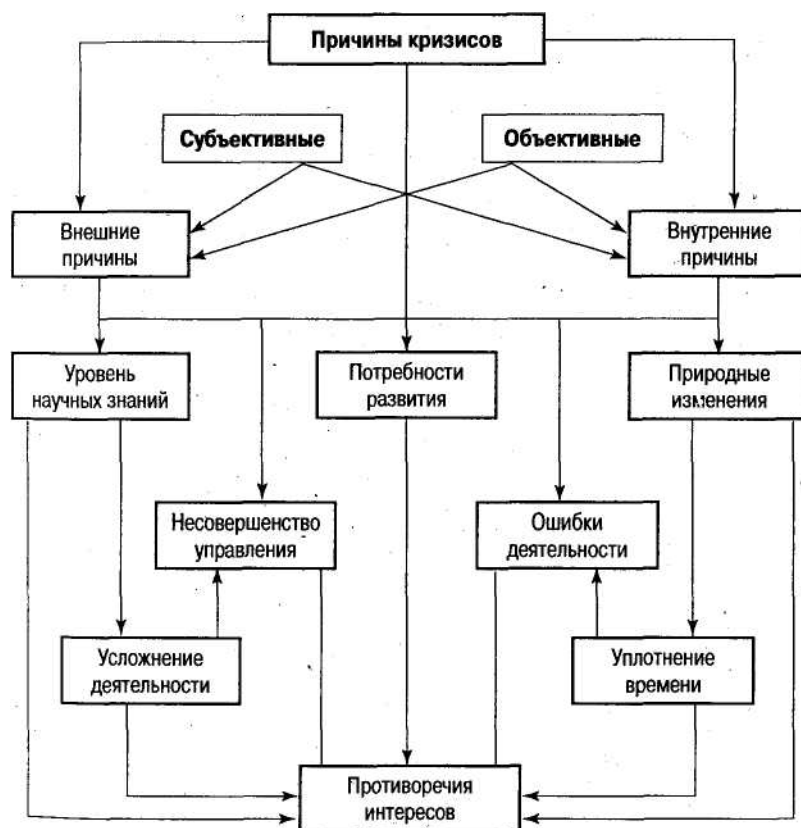 Причины кризисов
Субъективные
Объективные
Внешние
причины
Внутренние
причины
Уровень
научных знаний
Потребности
развития
Природные
изменения
Несовершенство
управления
Ошибки
деятельности
Усложнение
деятельности
Уплотнение
времени
Противоречия
интересов